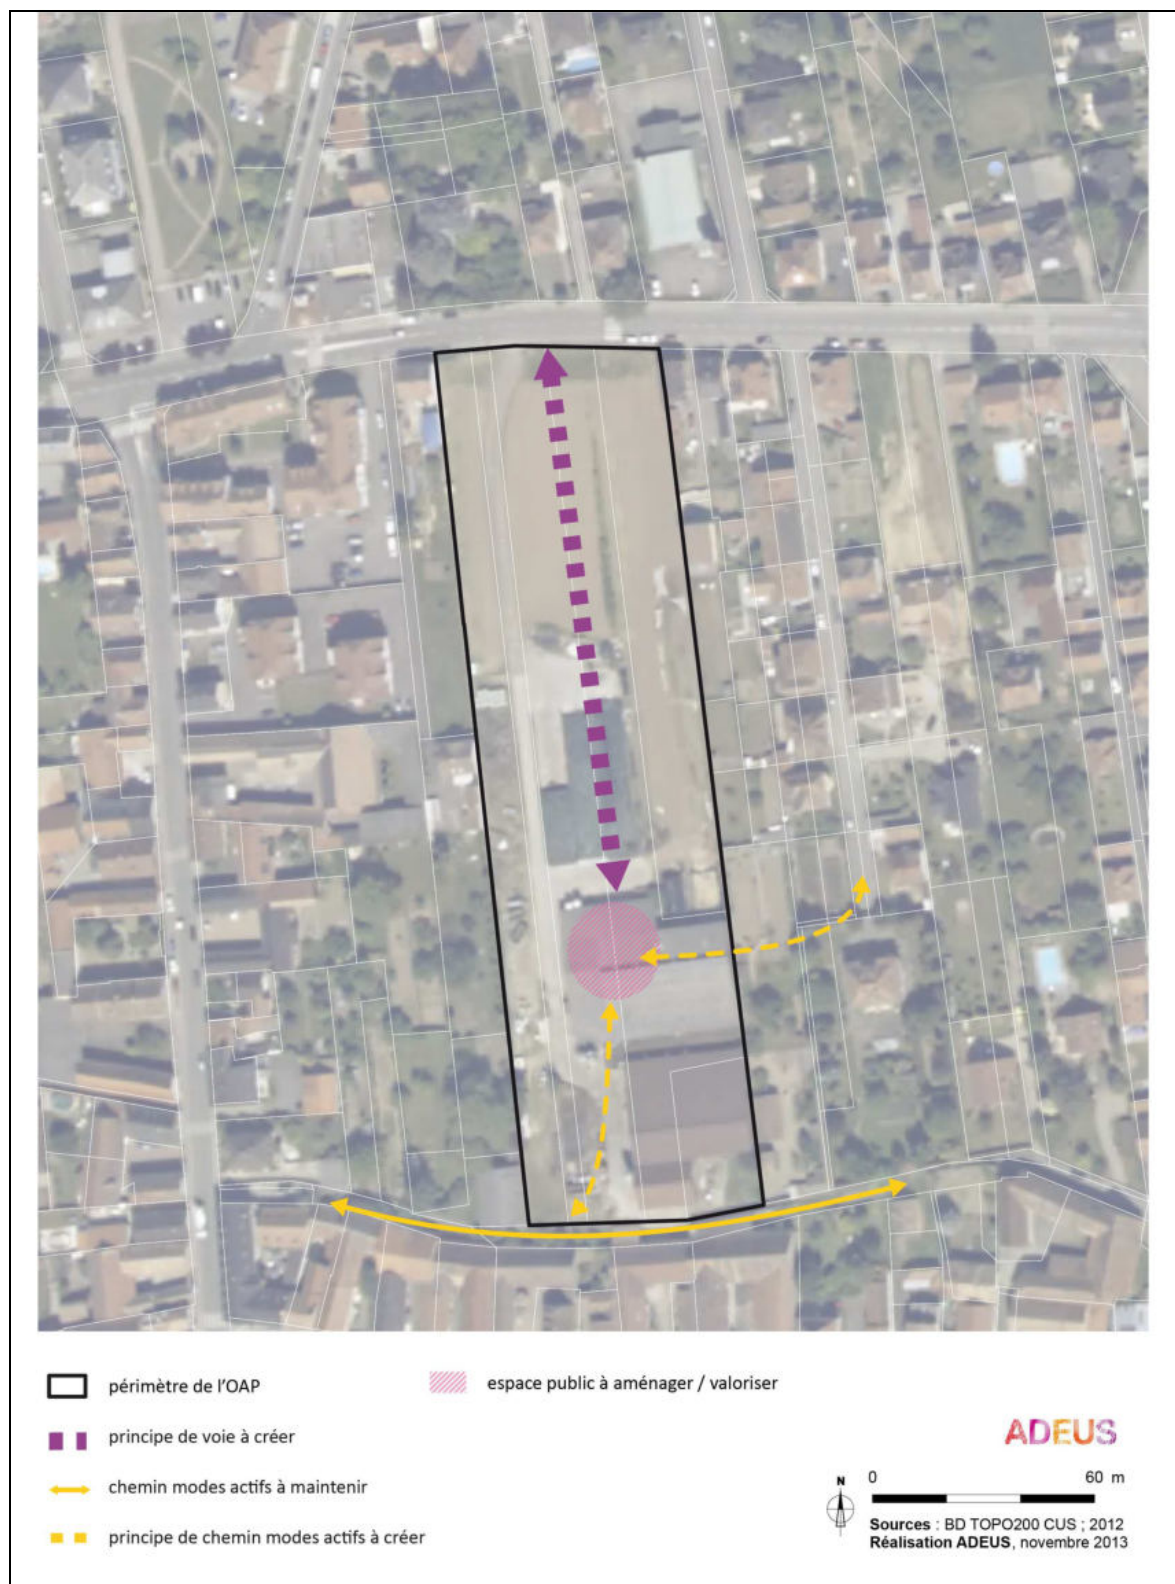 périmètre de l'OAP
espace public à aménager / valoriser
principe de voie à créer
chemin modes actifs à maintenir
principe de chemin modes actifs à créer
ADEUS
N
0 60 m
Sources : BD TOPO200 CUS ; 2012
Réalisation ADEUS, novembre 2013